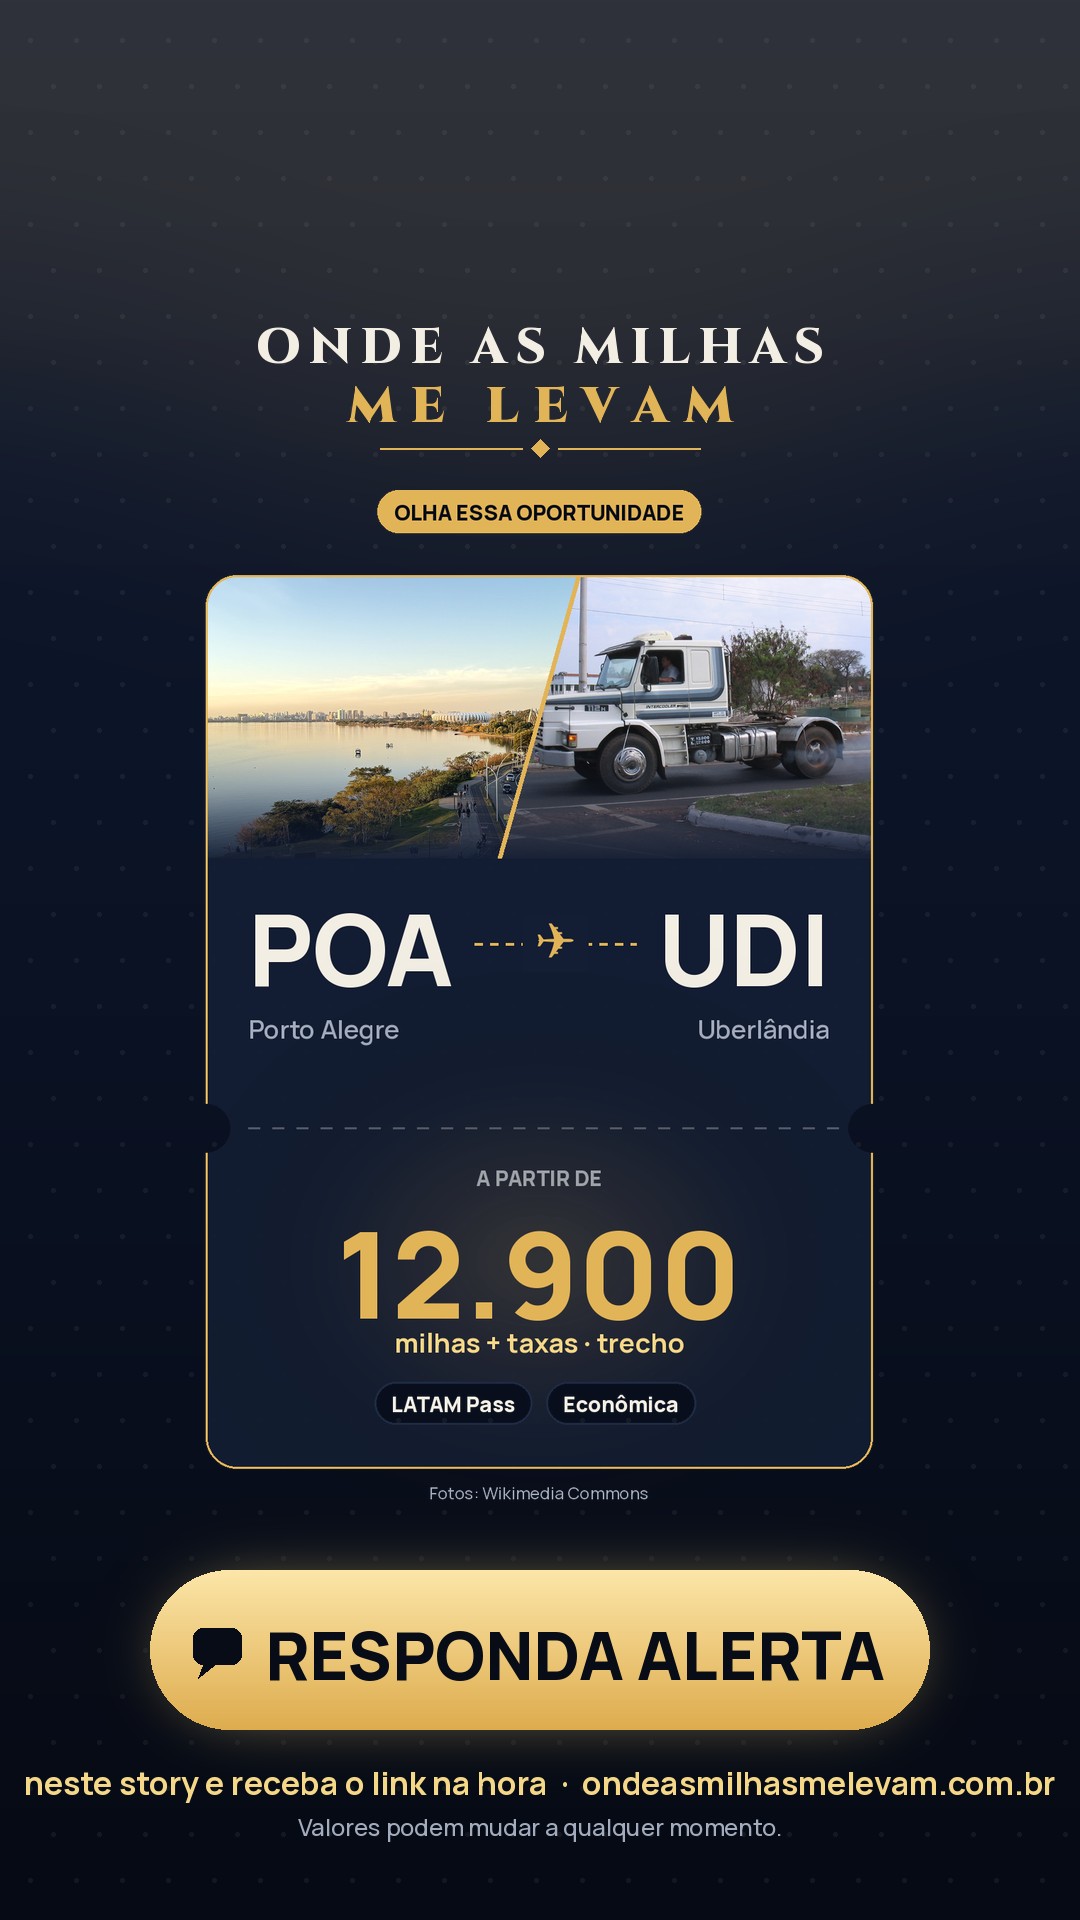 ONDE AS MILHAS
ME LEVAM
OLHA ESSA OPORTUNIDADE
INTERCOOLER
POA ✈ UDI
Porto Alegre Uberlândia
A PARTIR DE
12.900
milhas + taxas · trecho
LATAM Pass Econômica
Fotos: Wikimedia Commons
RESPONDA ALERTA
neste story e receba o link na hora · ondeasmilhasmelevam.com.br
Valores podem mudar a qualquer momento.